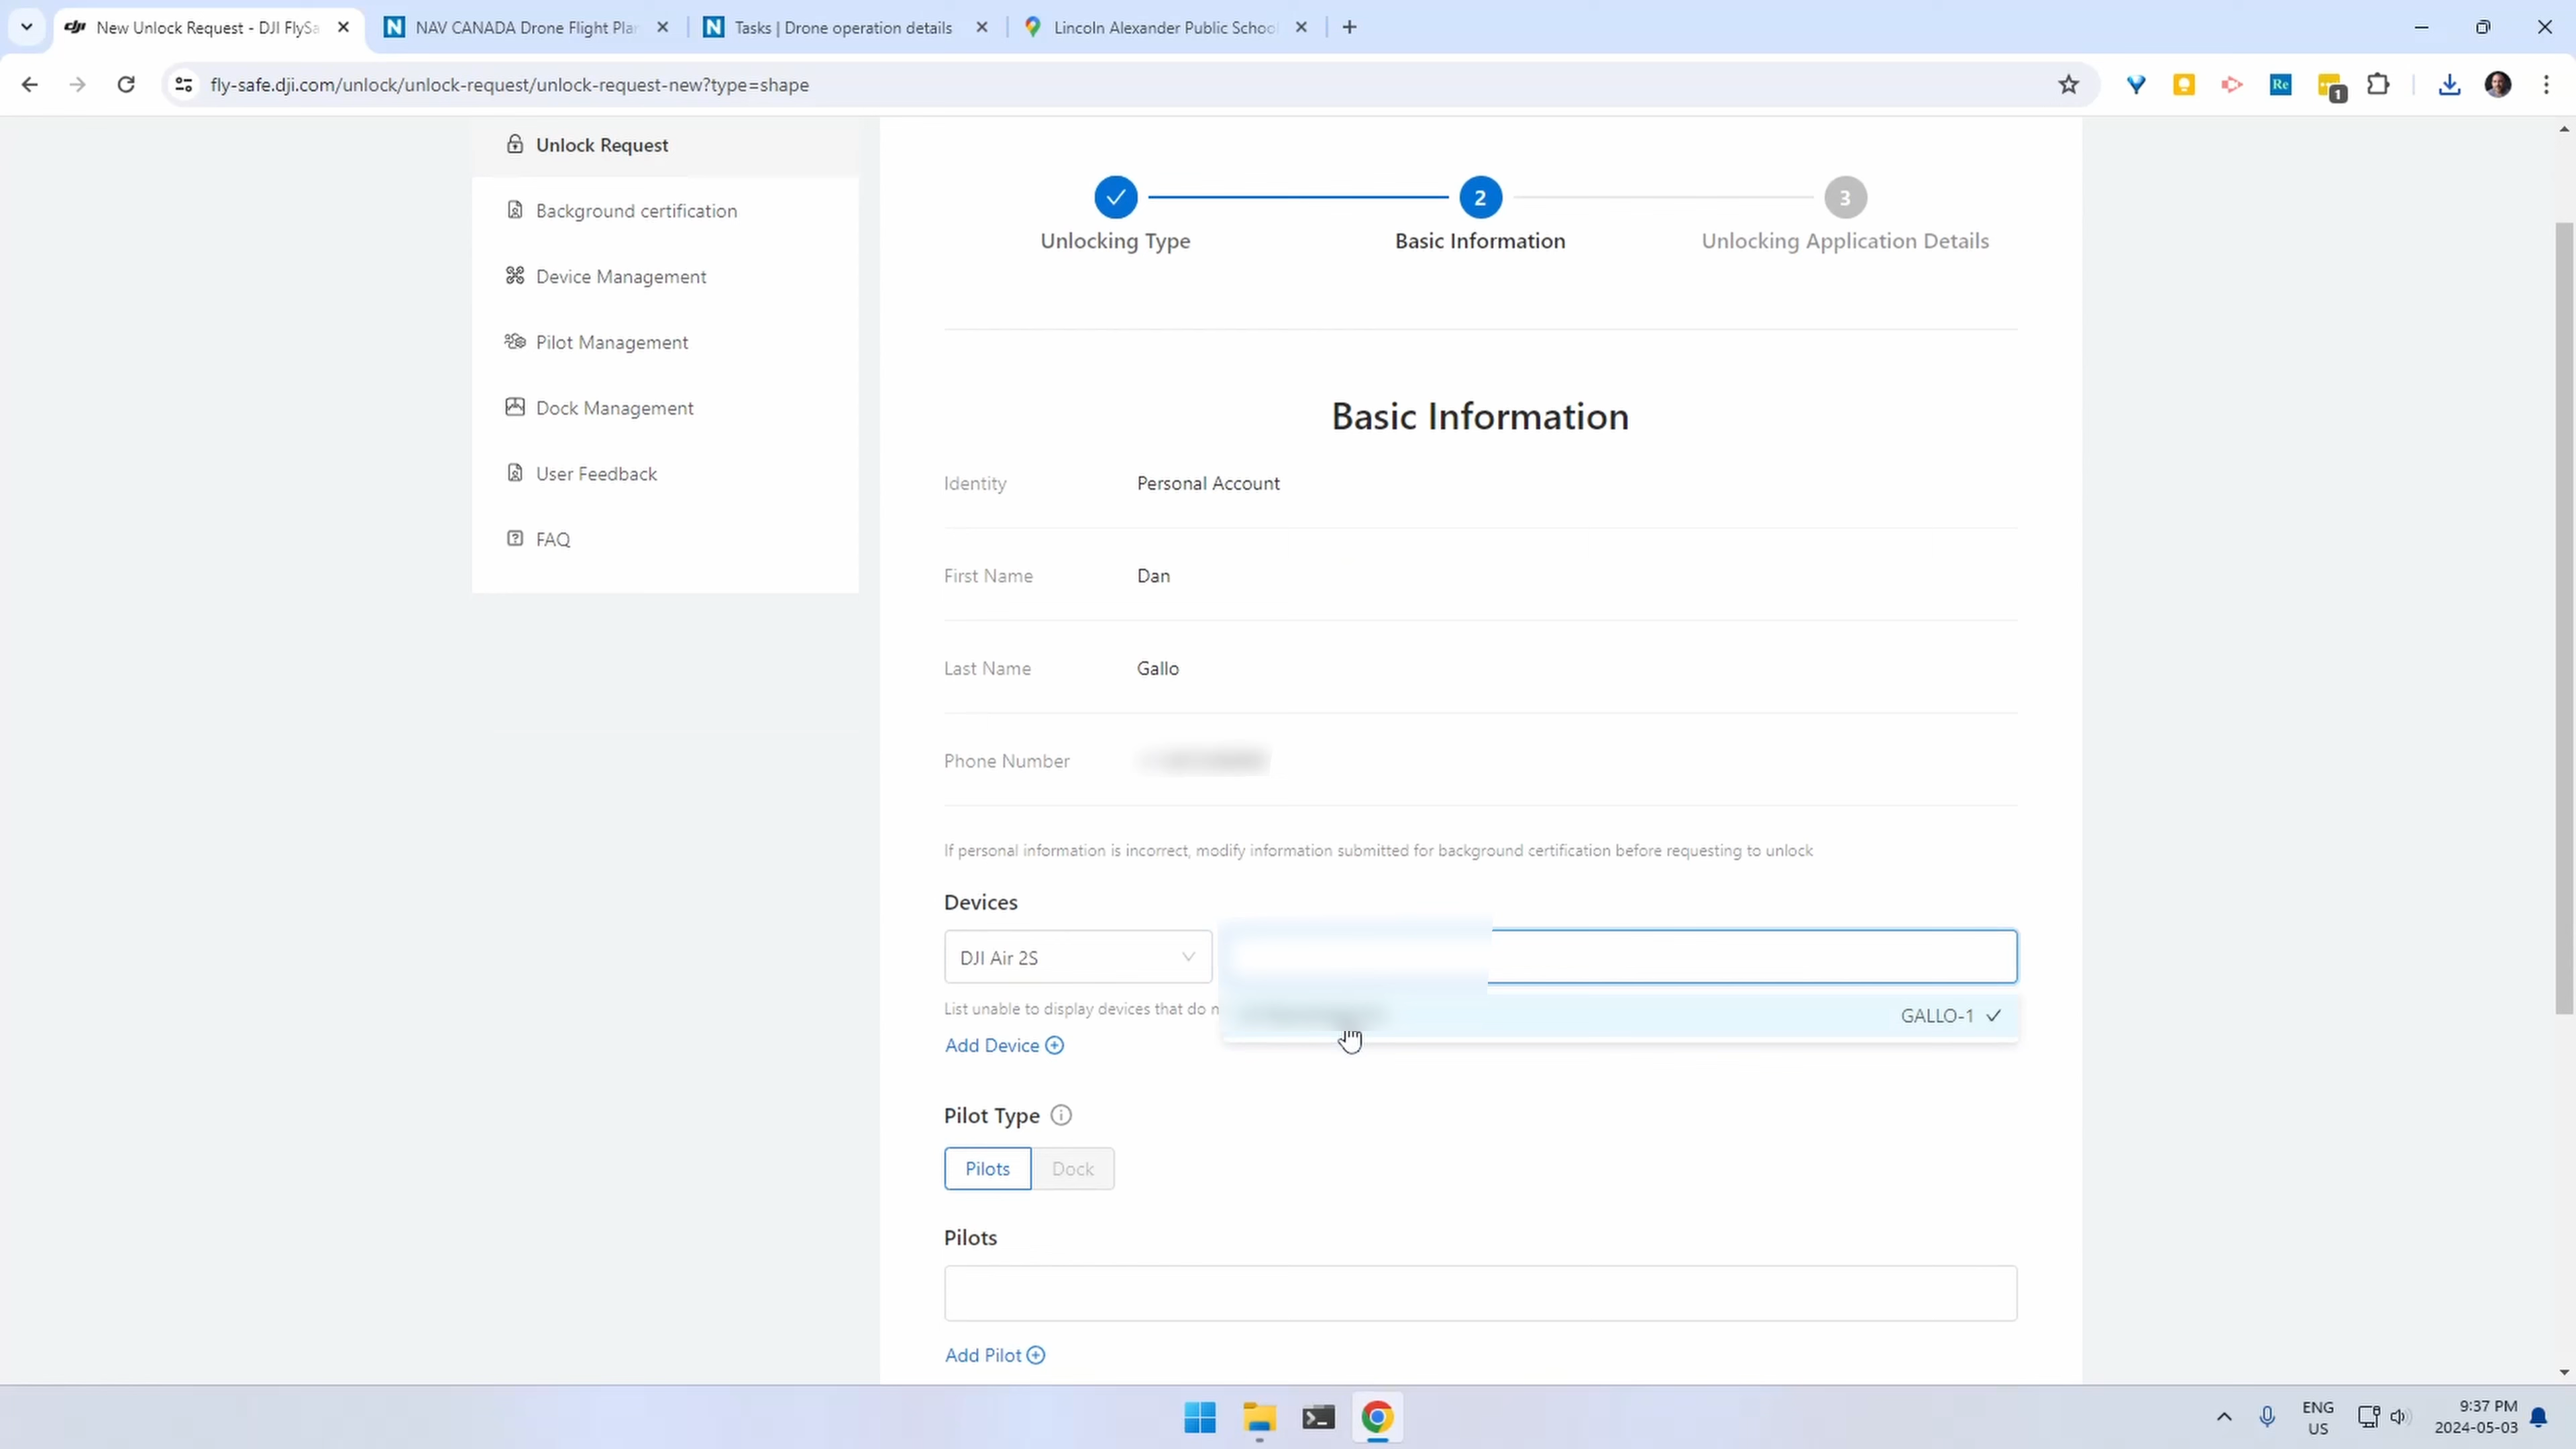 New Unlock Request - DJI FlySa
NAV CANADA Drone Flight Plan
Tasks | Drone operation details
Lincoln Alexander Public School
fly-safe.dji.com/unlock/unlock-request/unlock-request-new?type=shape
Re
1
Unlock Request
Background certification
Device Management
Pilot Management
Dock Management
User Feedback
FAQ
2
3
Unlocking Type
Basic Information
Unlocking Application Details
Basic Information
Identity
Personal Account
First Name
Dan
Last Name
Gallo
Phone Number
If personal information is incorrect, modify information submitted for background certification before requesting to unlock
Devices
DJI Air 2S
List unable to display devices that do n
GALLO-1
Add Device
Pilot Type
Pilots
Dock
Pilots
Add Pilot
ENG
US
9:37 PM
2024-05-03